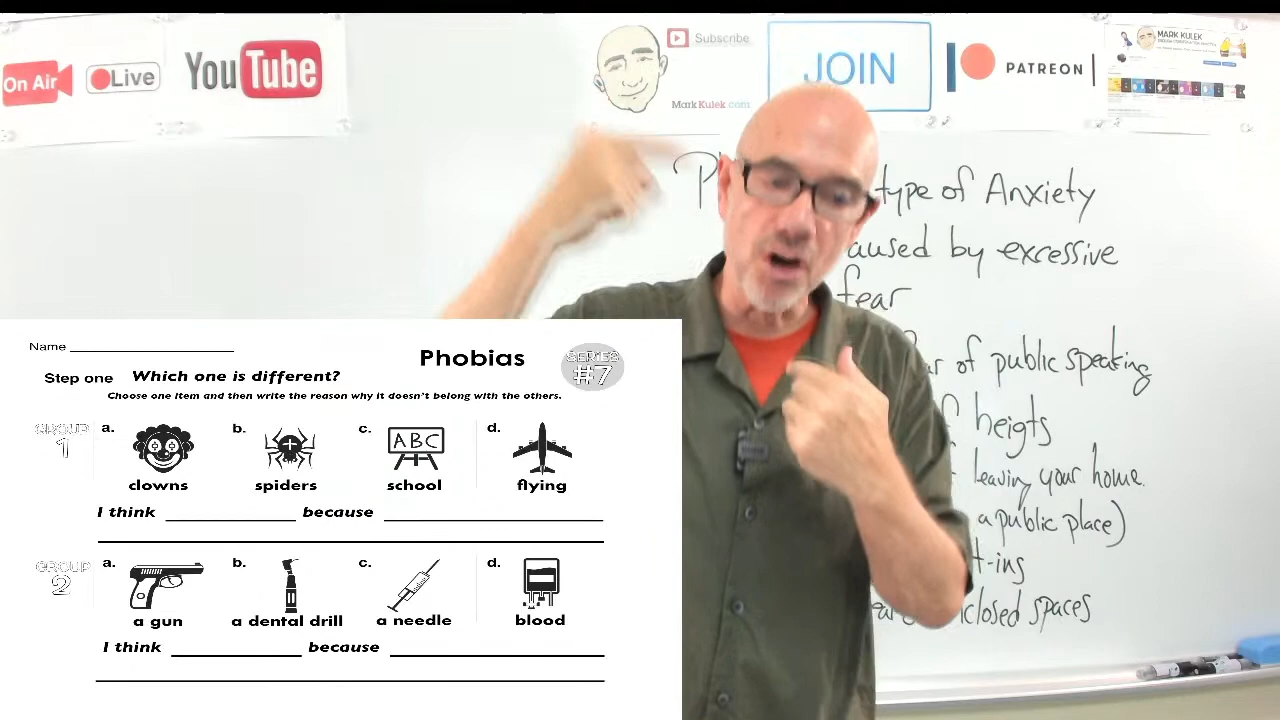 On Air
Live
YouTube
Subscribe
MarkKulek.com
JOIN
PATREON
MARK KULEK
type of Anxiety
caused by excessive
fear
of public speaking
heigts
leaving your home.
a public place)
t-ings
enclosed spaces
Name
Phobias
SERIES
#7
Step one Which one is different?
Choose one item and then write the reason why it doesn't belong with the others.
GROUP
1
a. b. c. d.
ABC
clowns spiders school flying
I think because
GROUP
2
a. b. c. d.
a gun a dental drill a needle blood
I think because